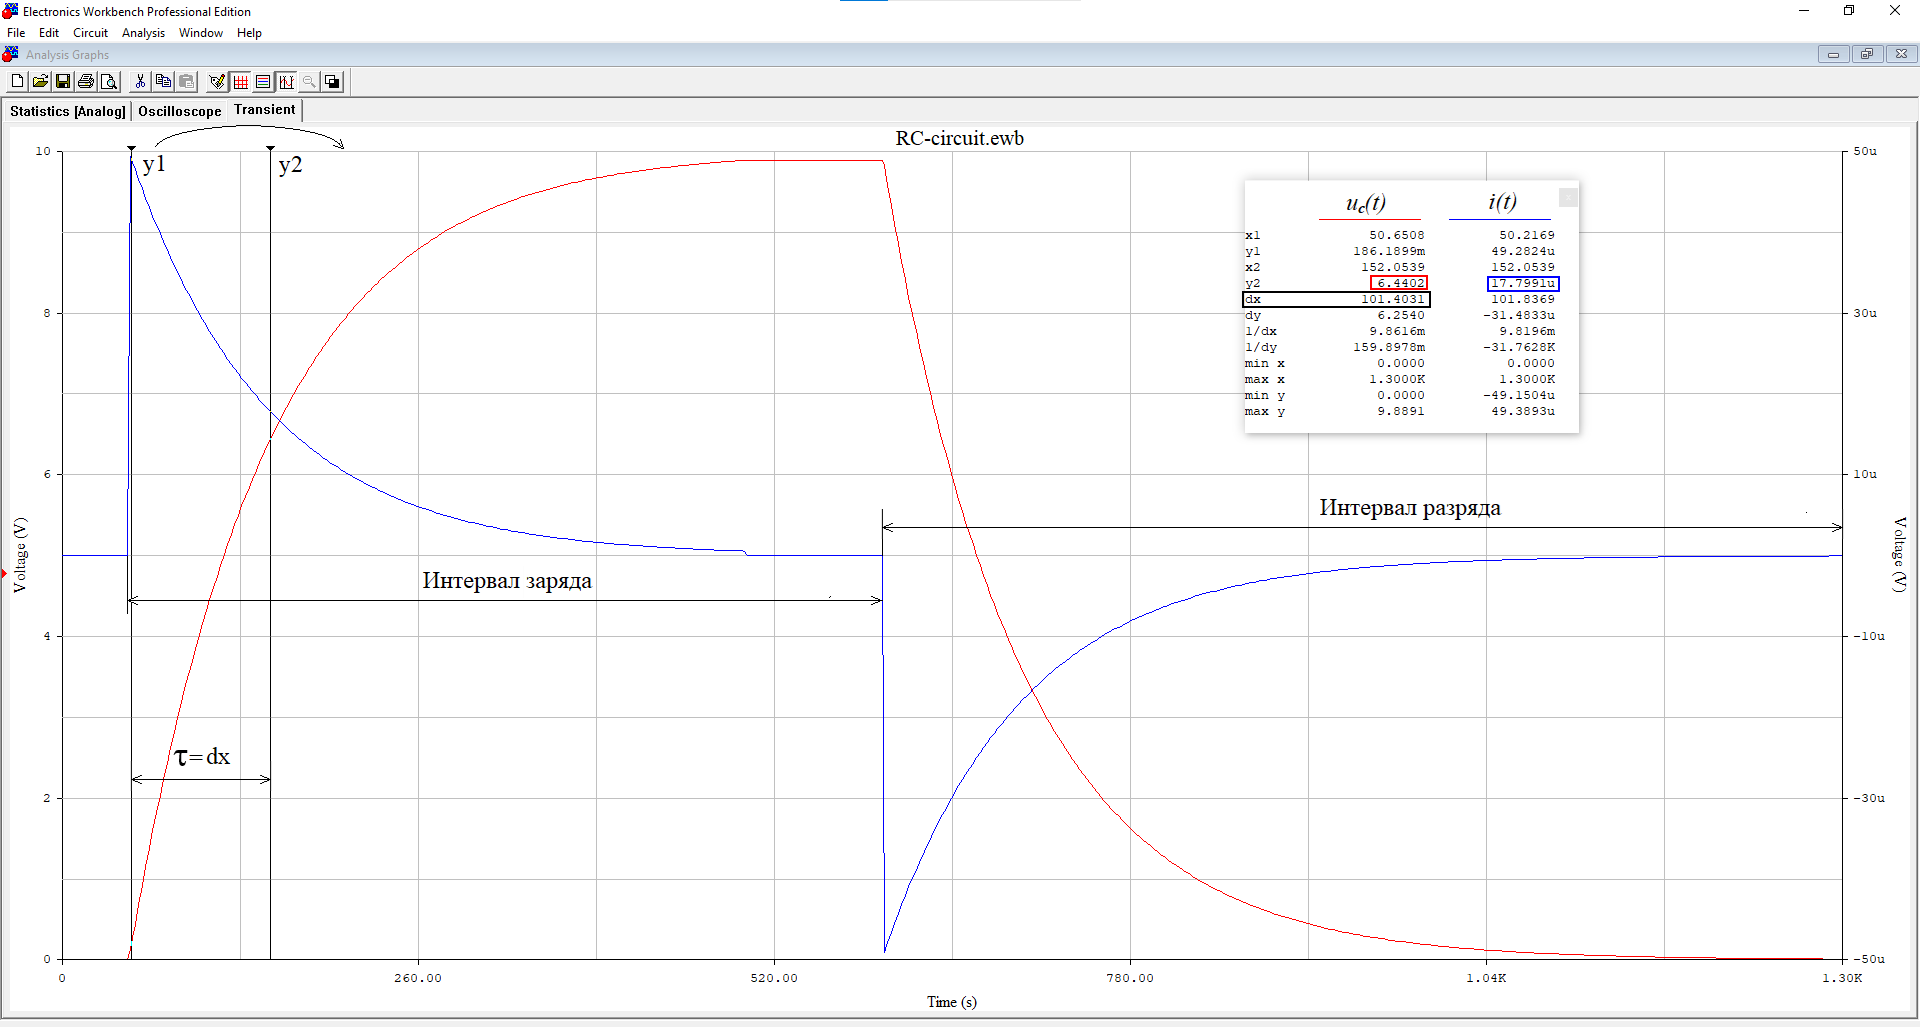 Electronics Workbench Professional Edition
File Edit Circuit Analysis Window Help
Analysis Graphs
Statistics [Analog] Oscilloscope Transient
RC-circuit.ewb
y1 y2
10
8
6
4
2
0
Voltage (V)
uc(t) i(t)
x1 50.6508 50.2169
y1 186.1899m 49.2824u
x2 152.0539 152.0539
y2 6.4402 17.7991u
dx 101.4031 101.8369
dy 6.2540 -31.4833u
1/dx 9.8616m 9.8196m
1/dy 159.8978m -31.7628K
min x 0.0000 0.0000
max x 1.3000K 1.3000K
min y 0.0000 -49.1504u
max y 9.8891 49.3893u
Интервал разряда
Интервал заряда
τ=dx
50u
30u
10u
-10u
-30u
-50u
Voltage (V)
0 260.00 520.00 780.00 1.04K 1.30K
Time (s)